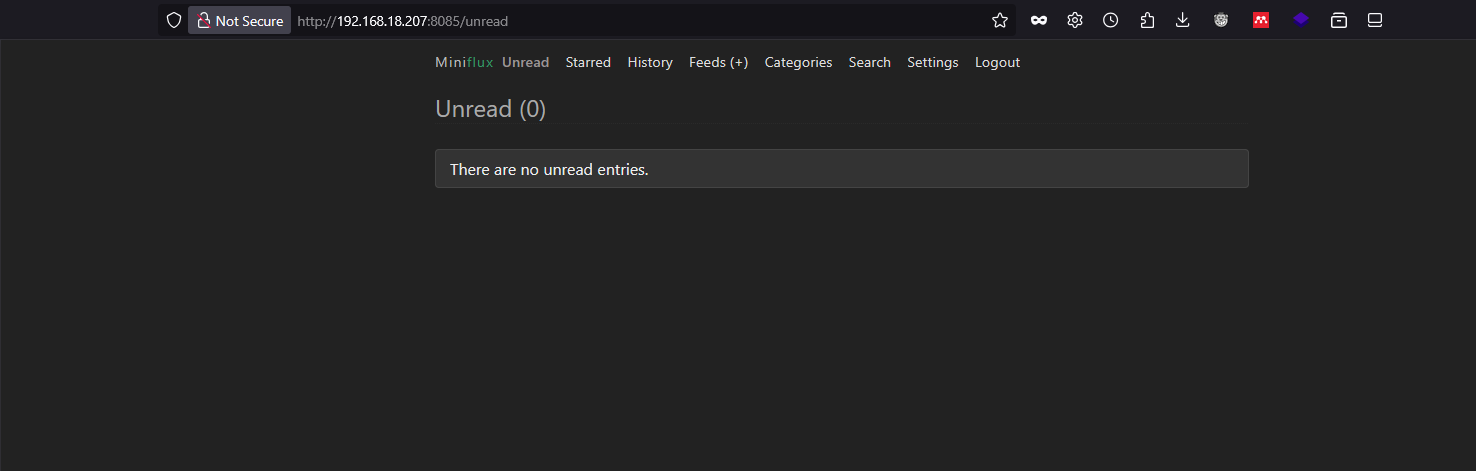 Not Secure http://192.168.18.207:8085/unread
Miniflux Unread Starred History Feeds (+) Categories Search Settings Logout
Unread (0)
There are no unread entries.